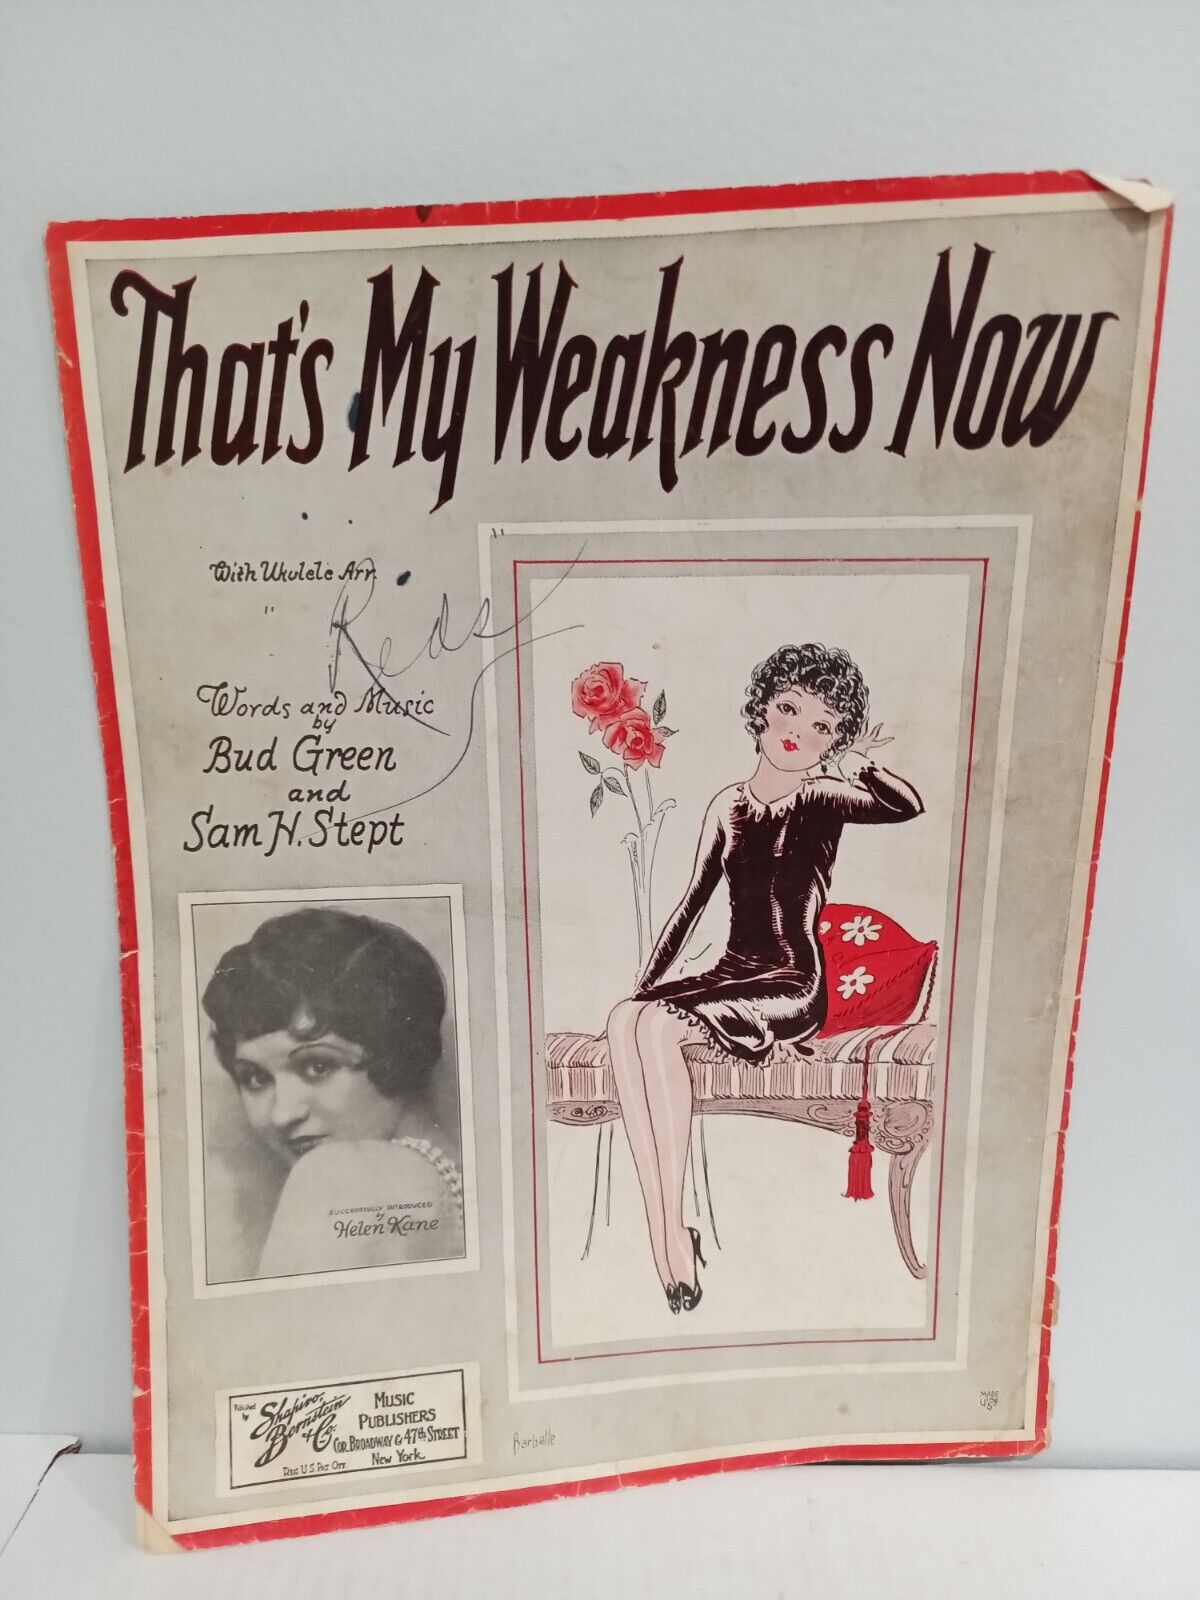 That's My Weakness Now
With Ukulele Arr.
"
"
Reds
Words and Music
by
Bud Green
and
Sam H. Stept
SUCCESSFULLY INTRODUCED
by
Helen Kane
Published
by
Shapiro,
Bernstein
& Co.
REG U.S. PAT OFF.
MUSIC
PUBLISHERS
COR. BROADWAY & 47th STREET
NEW YORK
Barbelle
MADE
IN
U.S.